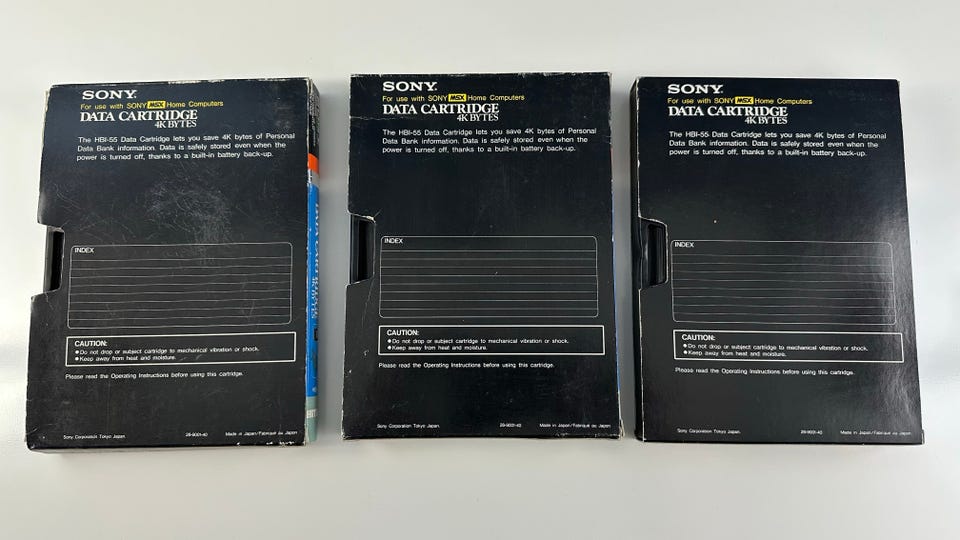 SONY
For use with SONY MSX Home Computers
DATA CARTRIDGE
4K BYTES
The HBI-55 Data Cartridge lets you save 4K bytes of Personal
Data Bank information. Data is safely stored even when the
power is turned off, thanks to a built-in battery back-up.
INDEX
CAUTION:
●Do not drop or subject cartridge to mechanical vibration or shock.
●Keep away from heat and moisture.
Please read the Operating Instructions before using this cartridge.
Sony Corporation Tokyo Japan. 29-9001-40 Made in Japan/Fabriqué au Japon
DATA CARTRIDGE
4K BYTES
SONY
For use with SONY MSX Home Computers
DATA CARTRIDGE
4K BYTES
The HBI-55 Data Cartridge lets you save 4K bytes of Personal
Data Bank information. Data is safely stored even when the
power is turned off, thanks to a built-in battery back-up.
INDEX
CAUTION:
●Do not drop or subject cartridge to mechanical vibration or shock.
●Keep away from heat and moisture.
Please read the Operating Instructions before using this cartridge.
Sony Corporation Tokyo Japan. 29-9001-40 Made in Japan/Fabriqué au Japon
SONY
For use with SONY MSX Home Computers
DATA CARTRIDGE
4K BYTES
The HBI-55 Data Cartridge lets you save 4K bytes of Personal
Data Bank information. Data is safely stored even when the
power is turned off, thanks to a built-in battery back-up.
INDEX
CAUTION:
●Do not drop or subject cartridge to mechanical vibration or shock.
●Keep away from heat and moisture.
Please read the Operating Instructions before using this cartridge.
Sony Corporation Tokyo Japan. 29-9001-40 Made in Japan/Fabriqué au Japon